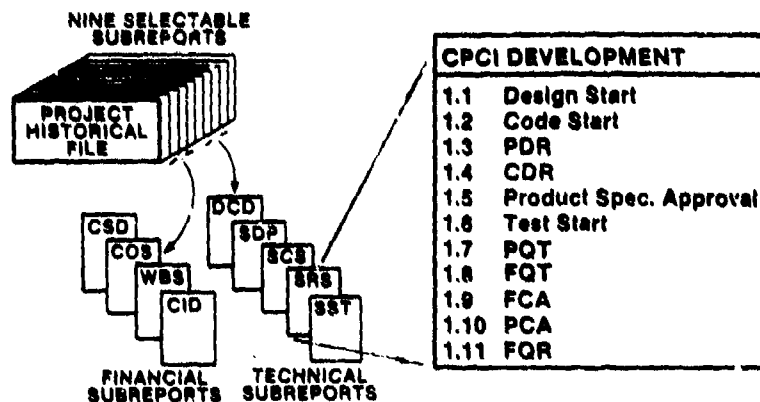 NINE SELECTABLE
SUBREPORTS
PROJECT
HISTORICAL
FILE
CSD
COS
WBS
CID
FINANCIAL
SUBREPORTS
DCD
SDP
SCS
SRS
SST
TECHNICAL
SUBREPORTS
CPCI DEVELOPMENT
1.1 Design Start
1.2 Code Start
1.3 PDR
1.4 CDR
1.5 Product Spec. Approval
1.6 Test Start
1.7 PQT
1.8 FQT
1.9 FCA
1.10 PCA
1.11 FQR